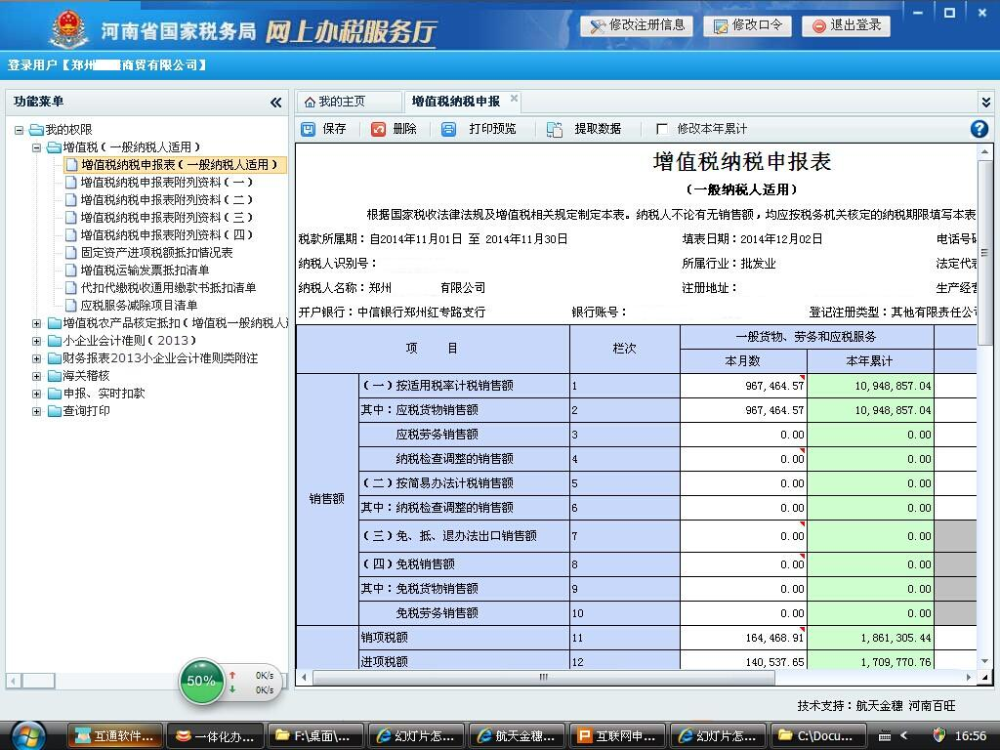 河南省国家税务局 网上办税服务厅
修改注册信息 修改口令 退出登录
登录用户【郑州 商贸有限公司】
功能菜单 «
我的主页 增值税纳税申报
保存 删除 打印预览 提取数据 修改本年累计
我的权限
增值税（一般纳税人适用）
增值税纳税申报表（一般纳税人适用）
增值税纳税申报表附列资料（一）
增值税纳税申报表附列资料（二）
增值税纳税申报表附列资料（三）
增值税纳税申报表附列资料（四）
固定资产进项税额抵扣情况表
增值税运输发票抵扣清单
代扣代缴税收通用缴款书抵扣清单
应税服务减除项目清单
增值税农产品核定抵扣（增值税一般纳税人
小企业会计准则（2013）
财务报表2013小企业会计准则类附注
海关稽核
申报、实时扣款
查询打印
增值税纳税申报表
（一般纳税人适用）
根据国家税收法律法规及增值税相关规定制定本表。纳税人不论有无销售额，均应按税务机关核定的纳税期限填写本表
税款所属期：自2014年11月01日 至 2014年11月30日 填表日期：2014年12月02日 电话号码
纳税人识别号： 所属行业：批发业 法定代表
纳税人名称：郑州 有限公司 注册地址： 生产经营
开户银行：中信银行郑州红专路支行 银行账号： 登记注册类型：其他有限责任公司
项 目 栏次 一般货物、劳务和应税服务
本月数 本年累计
销售额
（一）按适用税率计税销售额 1 967,464.57 10,948,857.04
其中：应税货物销售额 2 967,464.57 10,948,857.04
应税劳务销售额 3 0.00 0.00
纳税检查调整的销售额 4 0.00 0.00
（二）按简易办法计税销售额 5 0.00 0.00
其中：纳税检查调整的销售额 6 0.00 0.00
（三）免、抵、退办法出口销售额 7 0.00 0.00
（四）免税销售额 8 0.00 0.00
其中：免税货物销售额 9 0.00 0.00
免税劳务销售额 10 0.00 0.00
销项税额 11 164,468.91 1,861,305.44
进项税额 12 140,537.65 1,709,770.76
50% 0K/s
0K/s
技术支持：航天金穗 河南百旺
互通软件... 一体化办... F:\桌面\... 幻灯片怎... 航天金穗... 互联网申... 幻灯片怎... C:\Docu... 16:56